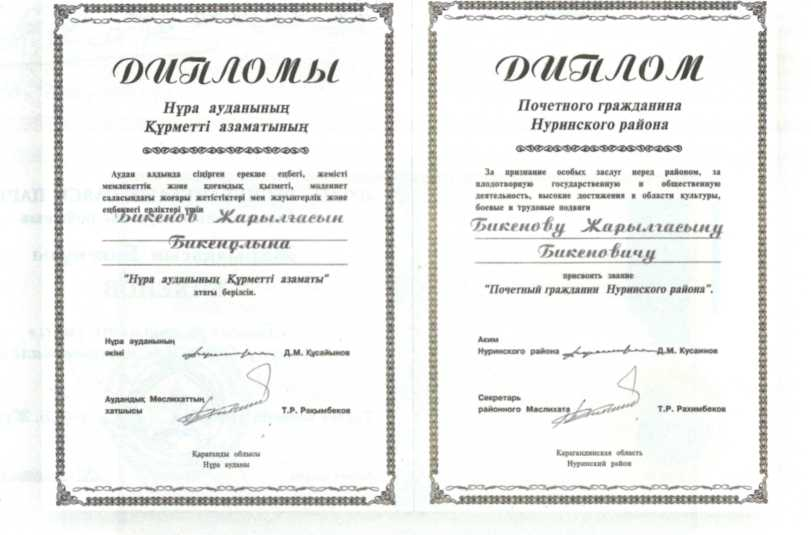 ДИПЛОМЫ
Нұра ауданының
Құрметті азаматының
Аудан алдында сіңірген ерекше еңбегі, жемісті
мемлекеттік және қоғамдық қызметі, мәдениет
саласындағы жоғары жетістіктері мен жауынгерлік және
еңбектегі ерліктері үшін
Бикенов Жарылғасын
Бикенұлына
"Нұра ауданының Құрметті азаматы"
атағы берілсін.
Нұра ауданының
әкімі Д.М. Құсайынов
Аудандық Мәслихаттың
хатшысы Т.Р. Рақымбеков
Қарағанды облысы
Нұра ауданы
ДИПЛОМ
Почетного гражданина
Нуринского района
За признание особых заслуг перед районом, за
плодотворную государственную и общественную
деятельность, высокие достижения в области культуры,
боевые и трудовые подвиги
Бикенову Жарылгасыну
Бикеновичу
присвоить звание
"Почетный гражданин Нуринского района".
Аким
Нуринского района Д.М. Кусаинов
Секретарь
районного Маслихата Т.Р. Рахимбеков
Карагандинская область
Нуринский район